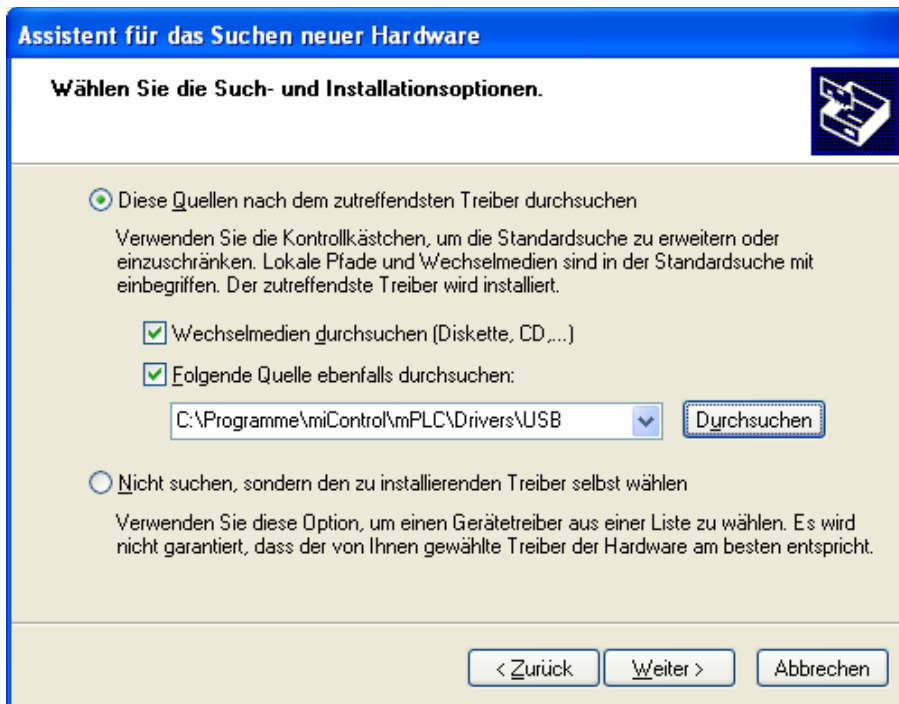 Assistent für das Suchen neuer Hardware
Wählen Sie die Such- und Installationsoptionen.
Diese Quellen nach dem zutreffendsten Treiber durchsuchen
Verwenden Sie die Kontrollkästchen, um die Standardsuche zu erweitern oder
einzuschränken. Lokale Pfade und Wechselmedien sind in der Standardsuche mit
einbegriffen. Der zutreffendste Treiber wird installiert.
Wechselmedien durchsuchen (Diskette, CD,...)
Folgende Quelle ebenfalls durchsuchen:
C:\Programme\miControl\mPLC\Drivers\USB Durchsuchen
Nicht suchen, sondern den zu installierenden Treiber selbst wählen
Verwenden Sie diese Option, um einen Gerätetreiber aus einer Liste zu wählen. Es wird
nicht garantiert, dass der von Ihnen gewählte Treiber der Hardware am besten entspricht.
< Zurück Weiter > Abbrechen